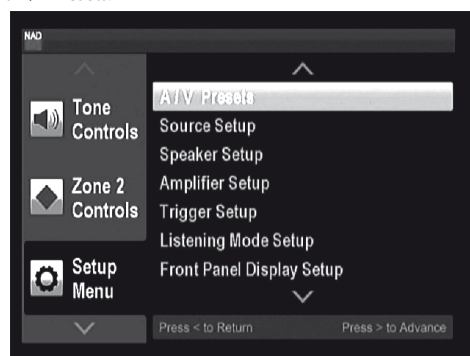 NAD
Tone
Controls
Zone 2
Controls
Setup
Menu
A/V Presets
Source Setup
Speaker Setup
Amplifier Setup
Trigger Setup
Listening Mode Setup
Front Panel Display Setup
Press < to Return
Press > to Advance